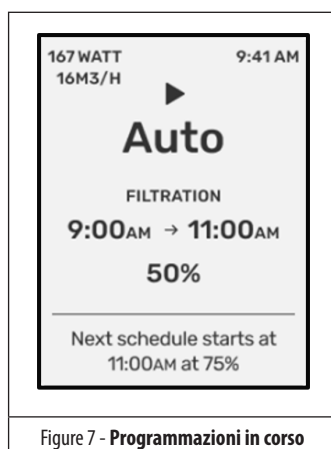 167 WATT 9:41 AM
16M3/H
Auto
FILTRATION
9:00AM → 11:00AM
50%
Next schedule starts at
11:00AM at 75%
Figure 7 - Programmazioni in corso